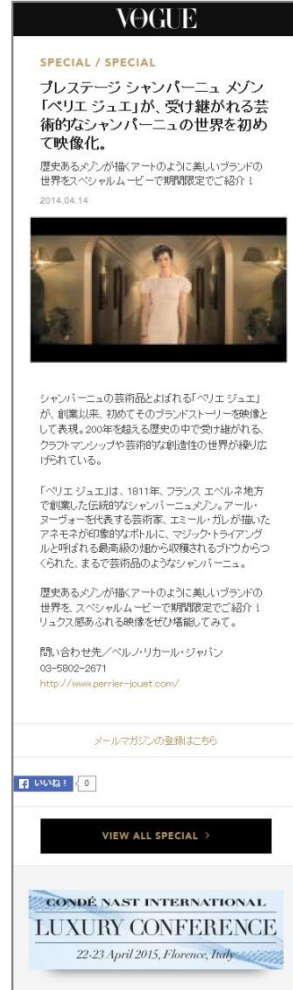 VOGUE
SPECIAL / SPECIAL
プレステージ シャンパーニュ メゾン
「ペリエ ジュエ」が、受け継がれる芸
術的なシャンパーニュの世界を初め
て映像化。
歴史あるメゾンが描くアートのように美しいブランドの
世界をスペシャルムービーで期間限定でご紹介！
2014.04.14
シャンパーニュの芸術品とよばれる「ペリエ ジュエ」
が、創業以来、初めてそのブランドストーリーを映像と
して表現。200年を超える歴史の中で受け継がれる、
クラフトマンシップや芸術的な創造性の世界が繰り広
げられている。
「ペリエ ジュエ」は、1811年、フランス エペルネ地方
で創業した伝統的なシャンパーニュメゾン。アール・
ヌーヴォーを代表する芸術家、エミール・ガレが描いた
アネモネが印象的なボトルに、マジック・トライアング
ルと呼ばれる最高級の畑から収穫されるブドウからつ
くられた、まるで芸術品のようなシャンパーニュ。
歴史あるメゾンが描くアートのように美しいブランドの
世界を、スペシャルムービーで期間限定でご紹介！
リュクス感あふれる映像をぜひ堪能してみて。
問い合わせ先／ペルノ・リカール・ジャパン
03-5802-2671
http://www.perrier-jouet.com/
メールマガジンの登録はこちら
いいね！ 0
VIEW ALL SPECIAL >
CONDÉ NAST INTERNATIONAL
LUXURY CONFERENCE
22-23 April 2015, Florence, Italy